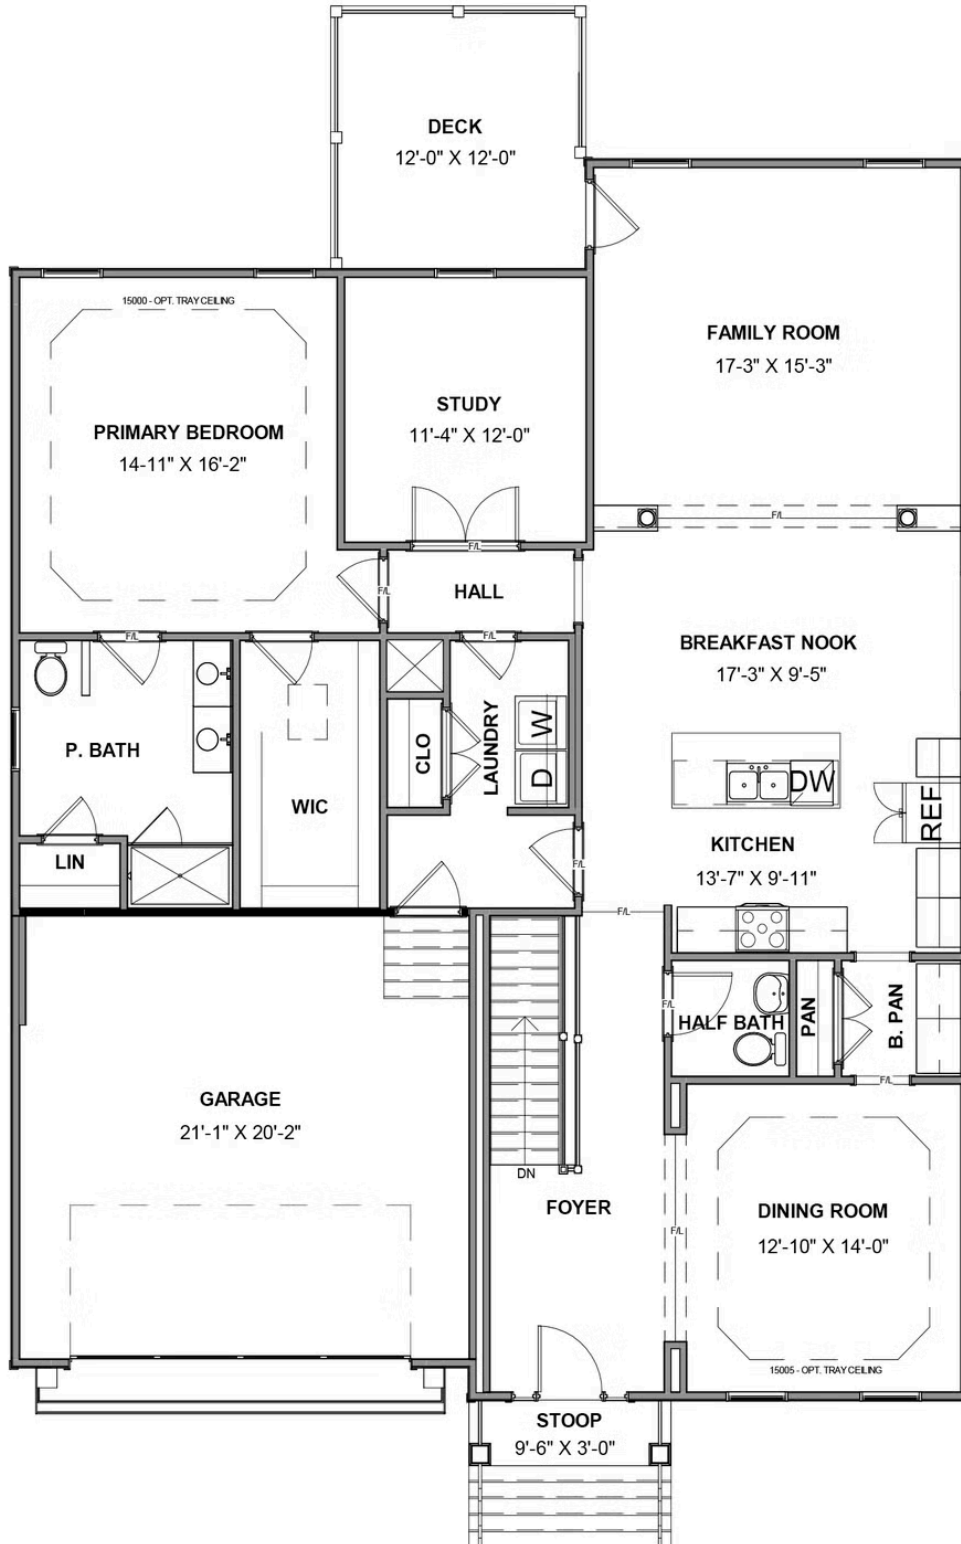 DECK
12'-0" X 12'-0"
15000 - OPT. TRAY CEILING
FAMILY ROOM
17-3" X 15'-3"
STUDY
11'-4" X 12'-0"
PRIMARY BEDROOM
14-11" X 16'-2"
F/L
F/L
F/L
HALL
F/L
F/L
BREAKFAST NOOK
17'-3" X 9'-5"
P. BATH
CLO
LAUNDRY
W
D
WIC
DW
REF
KITCHEN
13'-7" X 9'-11"
LIN
F/L
F/L
F/L
HALF BATH
PAN
B. PAN
F/L
GARAGE
21'-1" X 20'-2"
DN
FOYER
F/L
DINING ROOM
12'-10" X 14'-0"
15005 - OPT. TRAY CEILING
STOOP
9'-6" X 3'-0"